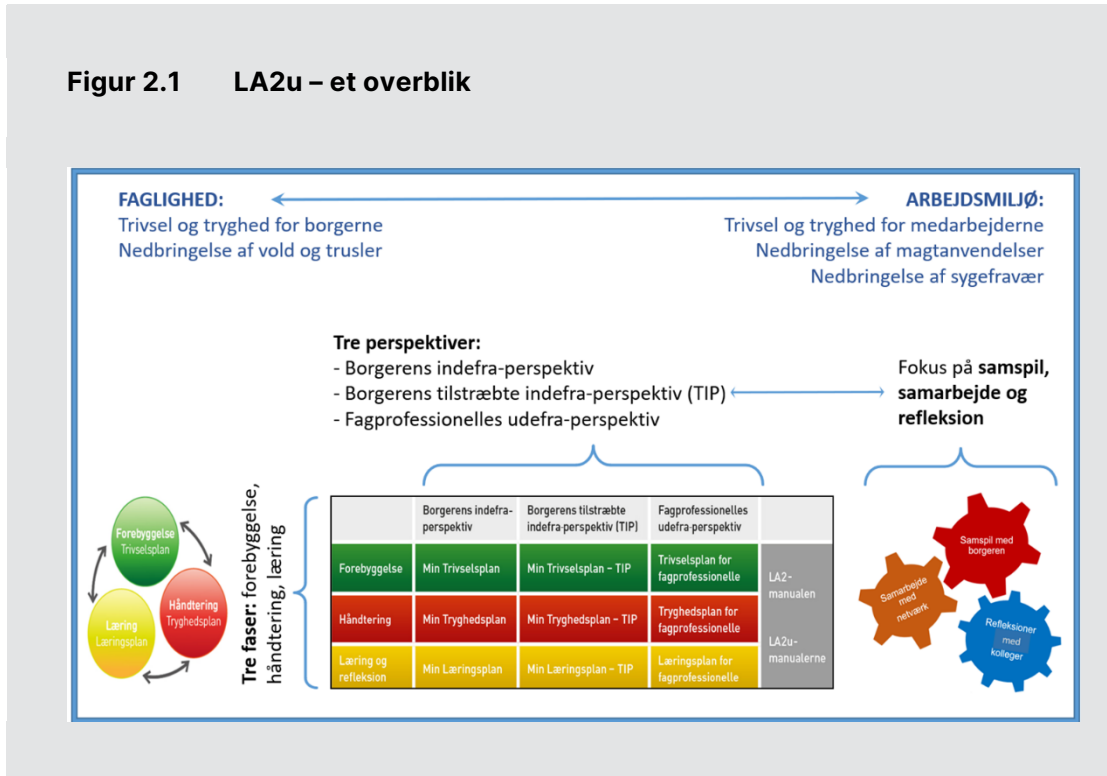 Figur 2.1 LA2u – et overblik
FAGLIGHED:
Trivsel og tryghed for borgerne
Nedbringelse af vold og trusler
ARBEJDSMILJØ:
Trivsel og tryghed for medarbejderne
Nedbringelse af magtanvendelser
Nedbringelse af sygefravær
Tre perspektiver:
- Borgerens indefra-perspektiv
- Borgerens tilstræbte indefra-perspektiv (TIP)
- Fagprofessionelles udefra-perspektiv
Fokus på samspil,
samarbejde og
refleksion
Forebyggelse
Trivselsplan
Håndtering
Tryghedsplan
Læring
Læringsplan
Tre faser: forebyggelse,
håndtering, læring
Borgerens indefra-
perspektiv
Borgerens tilstræbte
indefra-perspektiv (TIP)
Fagprofessionelles
udefra-perspektiv
Forebyggelse
Min Trivselsplan
Min Trivselsplan – TIP
Trivselsplan for
fagprofessionelle
Håndtering
Min Tryghedsplan
Min Tryghedsplan – TIP
Tryghedsplan for
fagprofessionelle
Læring og
refleksion
Min Læringsplan
Min Læringsplan – TIP
Læringsplan for
fagprofessionelle
LA2-
manualen
LA2u-
manualerne
Samspil med
borgeren
Samarbejde
med
netværk
Refleksioner
med
kolleger